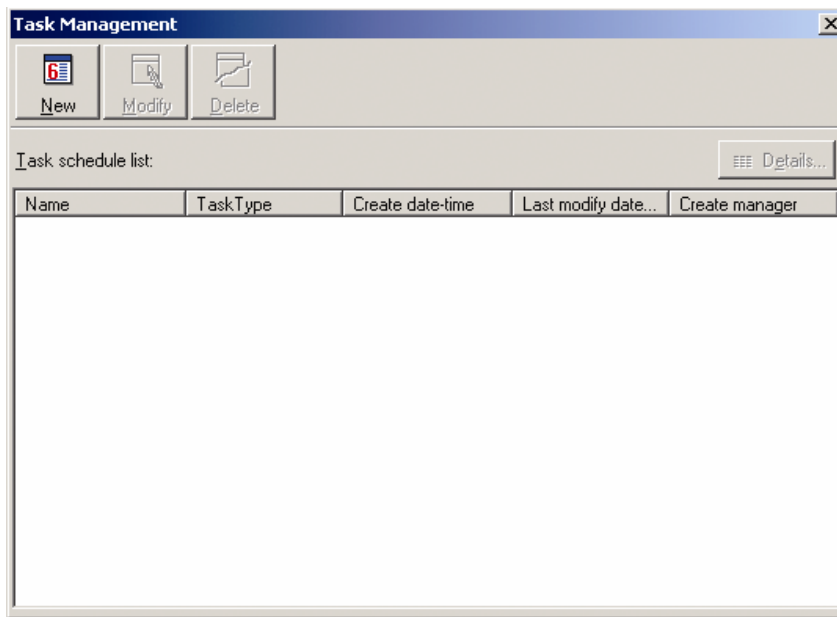 Task Management
6
New Modify Delete
Task schedule list:
Details...
Name TaskType Create date-time Last modify date... Create manager